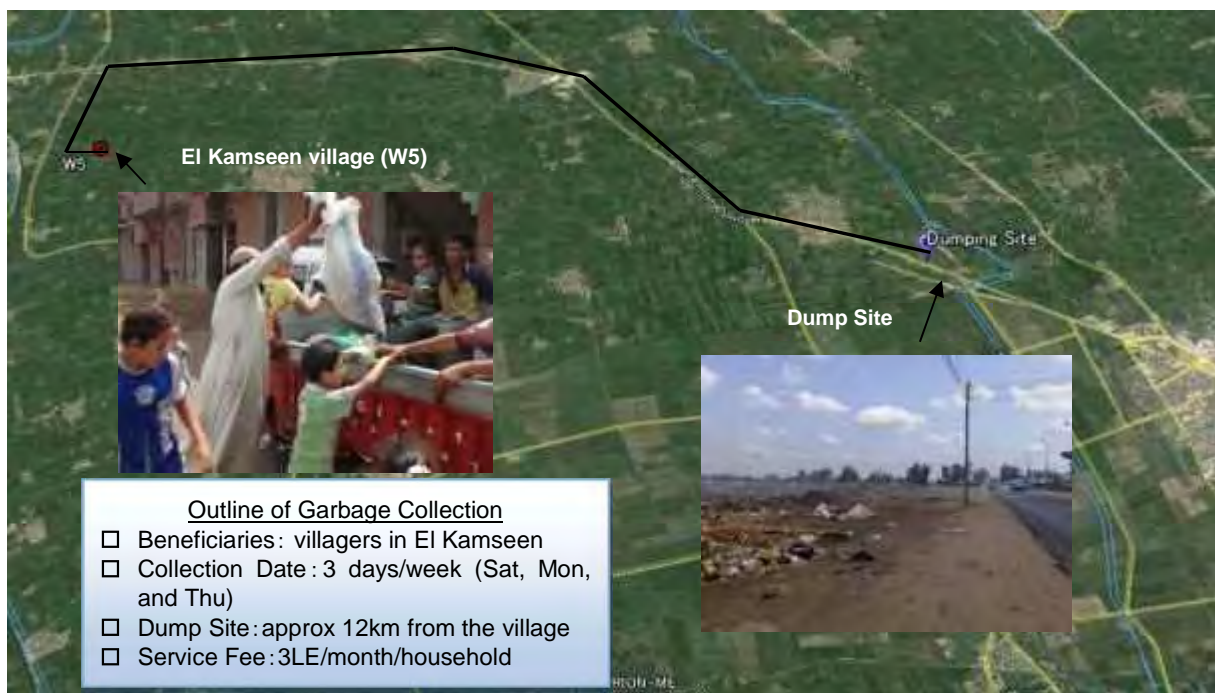 W5
El Kamseen village (W5)
Dumping Site
Dump Site
Outline of Garbage Collection
□ Beneficiaries: villagers in El Kamseen
□ Collection Date: 3 days/week (Sat, Mon,
and Thu)
□ Dump Site: approx 12km from the village
□ Service Fee: 3LE/month/household